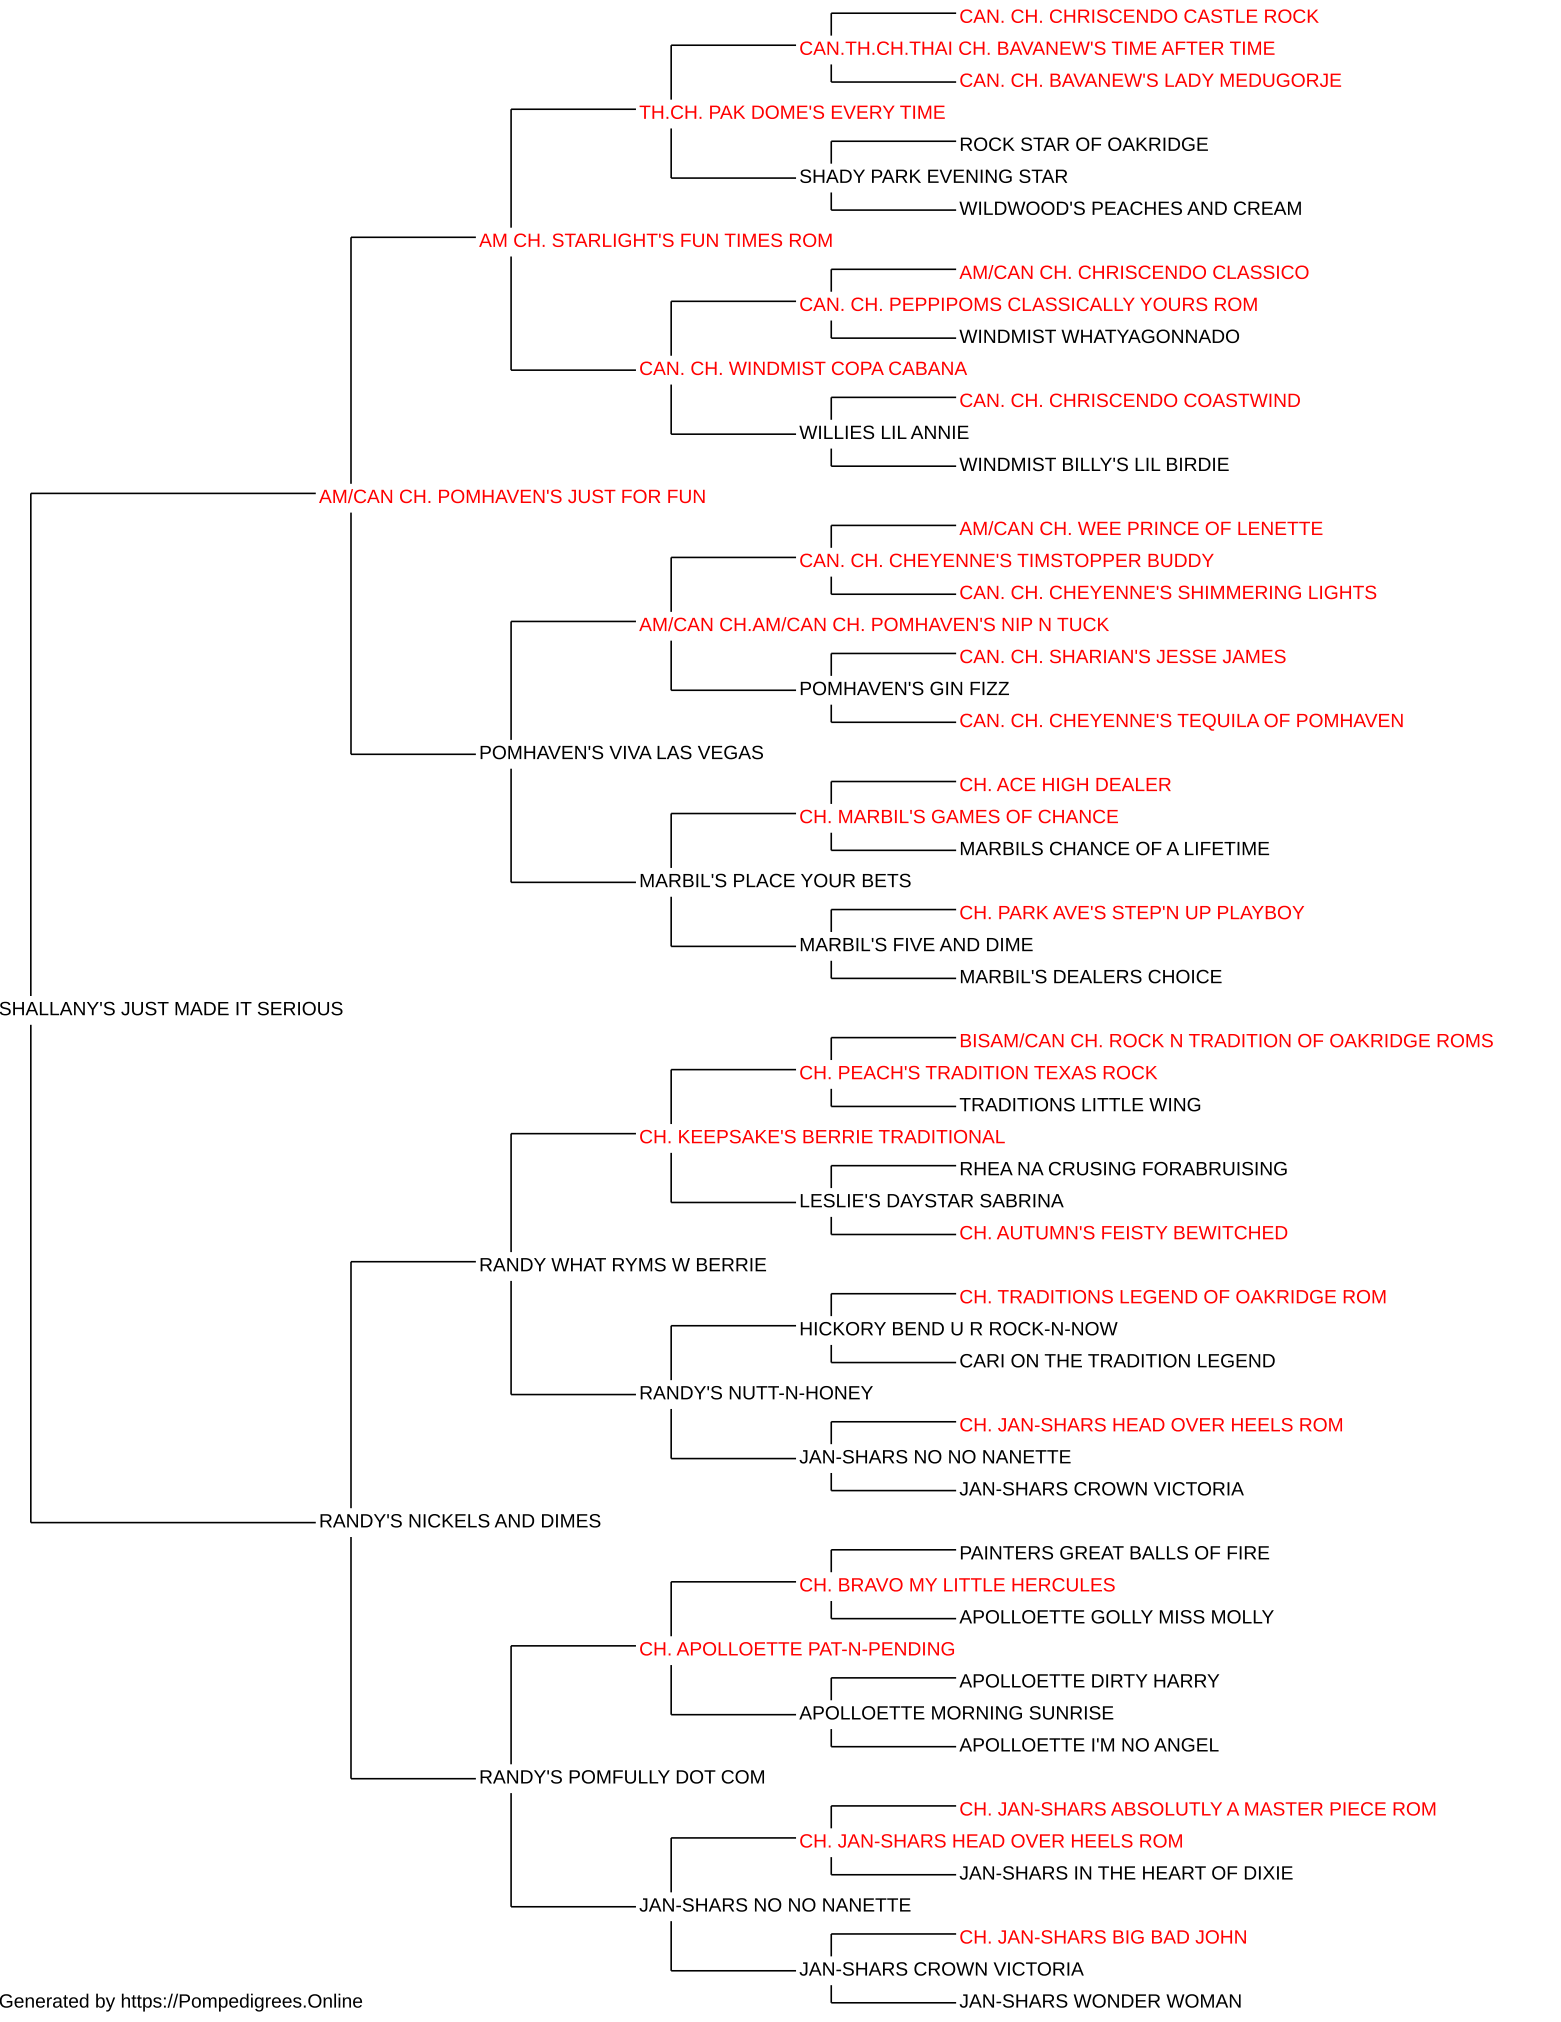 CAN. CH. CHRISCENDO CASTLE ROCK
CAN.TH.CH.THAI CH. BAVANEW'S TIME AFTER TIME
CAN. CH. BAVANEW'S LADY MEDUGORJE
TH.CH. PAK DOME'S EVERY TIME
ROCK STAR OF OAKRIDGE
SHADY PARK EVENING STAR
WILDWOOD'S PEACHES AND CREAM
AM CH. STARLIGHT'S FUN TIMES ROM
AM/CAN CH. CHRISCENDO CLASSICO
CAN. CH. PEPPIPOMS CLASSICALLY YOURS ROM
WINDMIST WHATYAGONNADO
CAN. CH. WINDMIST COPA CABANA
CAN. CH. CHRISCENDO COASTWIND
WILLIES LIL ANNIE
WINDMIST BILLY'S LIL BIRDIE
AM/CAN CH. POMHAVEN'S JUST FOR FUN
AM/CAN CH. WEE PRINCE OF LENETTE
CAN. CH. CHEYENNE'S TIMSTOPPER BUDDY
CAN. CH. CHEYENNE'S SHIMMERING LIGHTS
AM/CAN CH.AM/CAN CH. POMHAVEN'S NIP N TUCK
CAN. CH. SHARIAN'S JESSE JAMES
POMHAVEN'S GIN FIZZ
CAN. CH. CHEYENNE'S TEQUILA OF POMHAVEN
POMHAVEN'S VIVA LAS VEGAS
CH. ACE HIGH DEALER
CH. MARBIL'S GAMES OF CHANCE
MARBILS CHANCE OF A LIFETIME
MARBIL'S PLACE YOUR BETS
CH. PARK AVE'S STEP'N UP PLAYBOY
MARBIL'S FIVE AND DIME
MARBIL'S DEALERS CHOICE
SHALLANY'S JUST MADE IT SERIOUS
BISAM/CAN CH. ROCK N TRADITION OF OAKRIDGE ROMS
CH. PEACH'S TRADITION TEXAS ROCK
TRADITIONS LITTLE WING
CH. KEEPSAKE'S BERRIE TRADITIONAL
RHEA NA CRUSING FORABRUISING
LESLIE'S DAYSTAR SABRINA
CH. AUTUMN'S FEISTY BEWITCHED
RANDY WHAT RYMS W BERRIE
CH. TRADITIONS LEGEND OF OAKRIDGE ROM
HICKORY BEND U R ROCK-N-NOW
CARI ON THE TRADITION LEGEND
RANDY'S NUTT-N-HONEY
CH. JAN-SHARS HEAD OVER HEELS ROM
JAN-SHARS NO NO NANETTE
JAN-SHARS CROWN VICTORIA
RANDY'S NICKELS AND DIMES
PAINTERS GREAT BALLS OF FIRE
CH. BRAVO MY LITTLE HERCULES
APOLLOETTE GOLLY MISS MOLLY
CH. APOLLOETTE PAT-N-PENDING
APOLLOETTE DIRTY HARRY
APOLLOETTE MORNING SUNRISE
APOLLOETTE I'M NO ANGEL
RANDY'S POMFULLY DOT COM
CH. JAN-SHARS ABSOLUTLY A MASTER PIECE ROM
CH. JAN-SHARS HEAD OVER HEELS ROM
JAN-SHARS IN THE HEART OF DIXIE
JAN-SHARS NO NO NANETTE
CH. JAN-SHARS BIG BAD JOHN
JAN-SHARS CROWN VICTORIA
JAN-SHARS WONDER WOMAN
Generated by https://Pompedigrees.Online